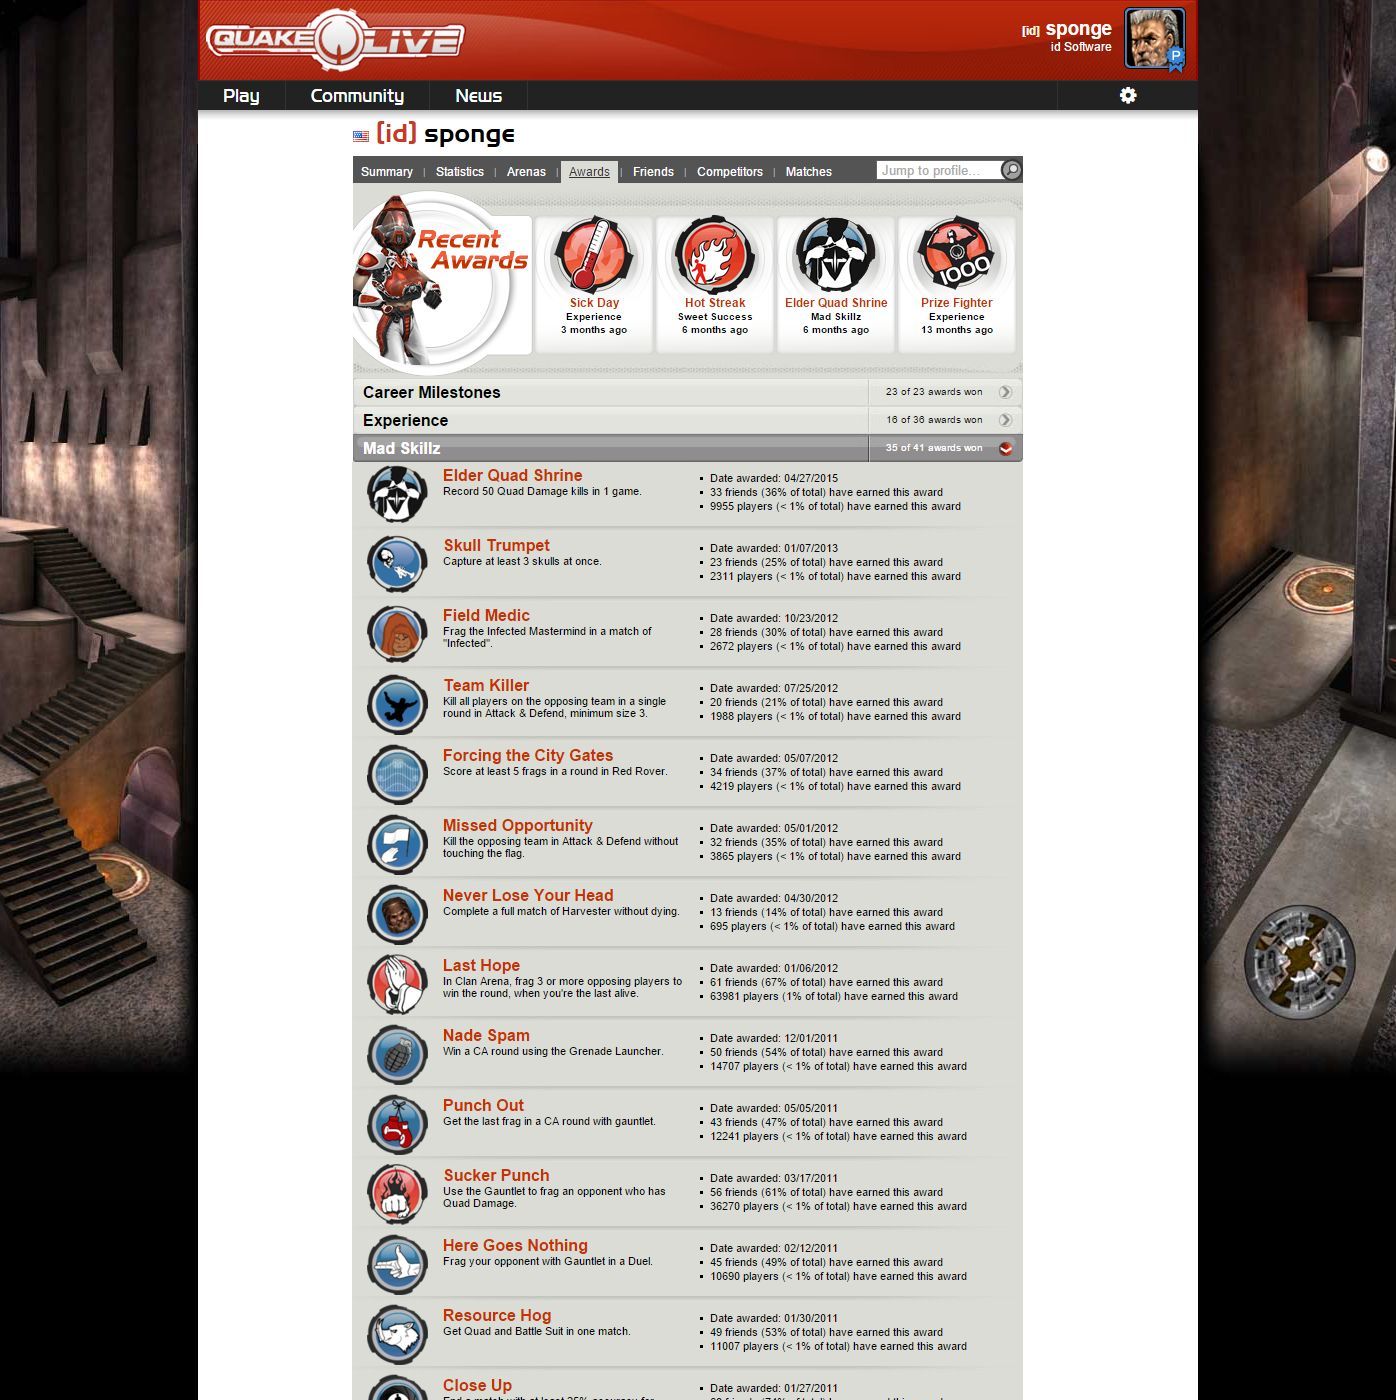 QUAKE LIVE
[id] sponge
id Software
P
Play
Community
News
[id] sponge
Summary | Statistics | Arenas | Awards | Friends | Competitors | Matches
Jump to profile...
Recent
Awards
Sick Day
Experience
3 months ago
Hot Streak
Sweet Success
6 months ago
Elder Quad Shrine
Mad Skillz
6 months ago
1000
Prize Fighter
Experience
13 months ago
Career Milestones
23 of 23 awards won
Experience
16 of 36 awards won
Mad Skillz
35 of 41 awards won
Elder Quad Shrine
Record 50 Quad Damage kills in 1 game.
Date awarded: 04/27/2015
33 friends (36% of total) have earned this award
9955 players (< 1% of total) have earned this award
Skull Trumpet
Capture at least 3 skulls at once.
Date awarded: 01/07/2013
23 friends (25% of total) have earned this award
2311 players (< 1% of total) have earned this award
Field Medic
Frag the Infected Mastermind in a match of
"Infected".
Date awarded: 10/23/2012
28 friends (30% of total) have earned this award
2672 players (< 1% of total) have earned this award
Team Killer
Kill all players on the opposing team in a single
round in Attack & Defend, minimum size 3.
Date awarded: 07/25/2012
20 friends (21% of total) have earned this award
1988 players (< 1% of total) have earned this award
Forcing the City Gates
Score at least 5 frags in a round in Red Rover.
Date awarded: 05/07/2012
34 friends (37% of total) have earned this award
4219 players (< 1% of total) have earned this award
Missed Opportunity
Kill the opposing team in Attack & Defend without
touching the flag.
Date awarded: 05/01/2012
32 friends (35% of total) have earned this award
3865 players (< 1% of total) have earned this award
Never Lose Your Head
Complete a full match of Harvester without dying.
Date awarded: 04/30/2012
13 friends (14% of total) have earned this award
695 players (< 1% of total) have earned this award
Last Hope
In Clan Arena, frag 3 or more opposing players to
win the round, when you're the last alive.
Date awarded: 01/06/2012
61 friends (67% of total) have earned this award
63981 players (1% of total) have earned this award
Nade Spam
Win a CA round using the Grenade Launcher.
Date awarded: 12/01/2011
50 friends (54% of total) have earned this award
14707 players (< 1% of total) have earned this award
Punch Out
Get the last frag in a CA round with gauntlet.
Date awarded: 05/05/2011
43 friends (47% of total) have earned this award
12241 players (< 1% of total) have earned this award
Sucker Punch
Use the Gauntlet to frag an opponent who has
Quad Damage.
Date awarded: 03/17/2011
56 friends (61% of total) have earned this award
36270 players (< 1% of total) have earned this award
Here Goes Nothing
Frag your opponent with Gauntlet in a Duel.
Date awarded: 02/12/2011
45 friends (49% of total) have earned this award
10690 players (< 1% of total) have earned this award
Resource Hog
Get Quad and Battle Suit in one match.
Date awarded: 01/30/2011
49 friends (53% of total) have earned this award
11007 players (< 1% of total) have earned this award
Close Up
Date awarded: 01/27/2011